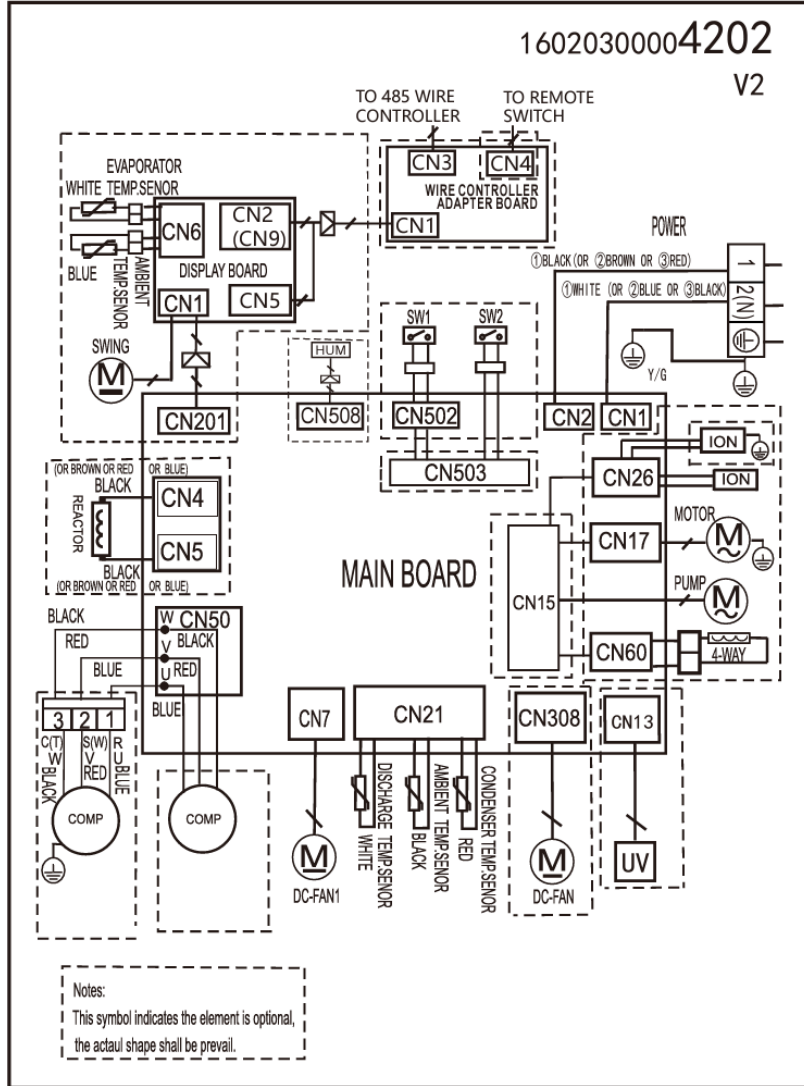 16020300004202
V2
TO 485 WIRE
CONTROLLER
TO REMOTE
SWITCH
CN3
CN4
WIRE CONTROLLER
ADAPTER BOARD
CN1
EVAPORATOR
WHITE TEMP.SENOR
CN6
CN2
(CN9)
DISPLAY BOARD
BLUE
AMBIENT
TEMP.SENOR
CN1
CN5
SWING
M
POWER
①BLACK(OR ②BROWN OR ③RED)
1
①WHITE (OR ②BLUE OR ③BLACK)
2(N)
Y/G
SW1
SW2
HUM
CN201
CN508
CN502
CN503
CN2
CN1
ION
CN26
ION
(OR BROWN OR RED OR BLUE)
BLACK
CN4
REACTOR
CN5
BLACK
(OR BROWN OR RED OR BLUE)
MAIN BOARD
CN15
CN17
MOTOR
M
PUMP
M
CN60
4-WAY
BLACK
RED
BLUE
W
CN50
BLACK
V
RED
U
BLUE
3 2 1
C(T) S(W) R
W V U
BLACK
RED
BLUE
COMP
COMP
CN7
CN21
CN308
CN13
M
DC-FAN1
DISCHARGE TEMP.SENOR
WHITE
AMBIENT TEMP.SENOR
BLACK
CONDENSER TEMP.SENOR
RED
M
DC-FAN
UV
Notes:
This symbol indicates the element is optional,
the actaul shape shall be prevail.